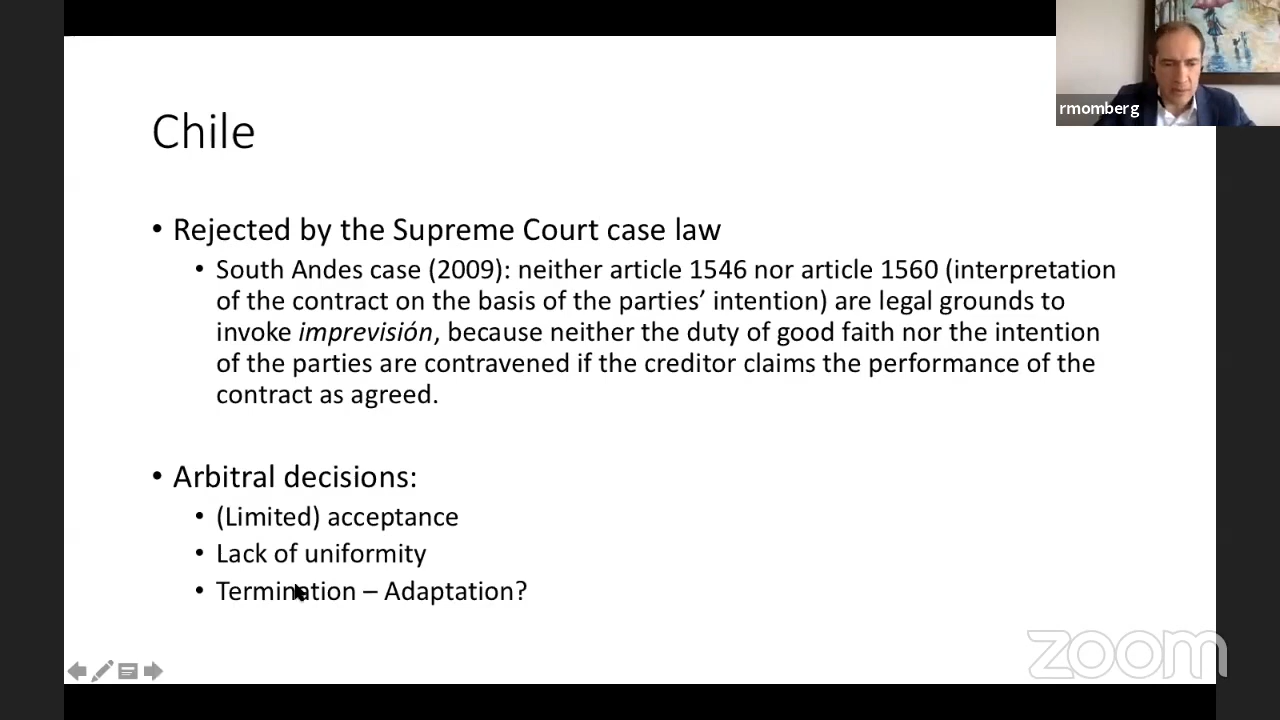 rmomberg
Chile
• Rejected by the Supreme Court case law
• South Andes case (2009): neither article 1546 nor article 1560 (interpretation
of the contract on the basis of the parties’ intention) are legal grounds to
invoke imprevisión, because neither the duty of good faith nor the intention
of the parties are contravened if the creditor claims the performance of the
contract as agreed.
• Arbitral decisions:
• (Limited) acceptance
• Lack of uniformity
• Termination – Adaptation?
zoom